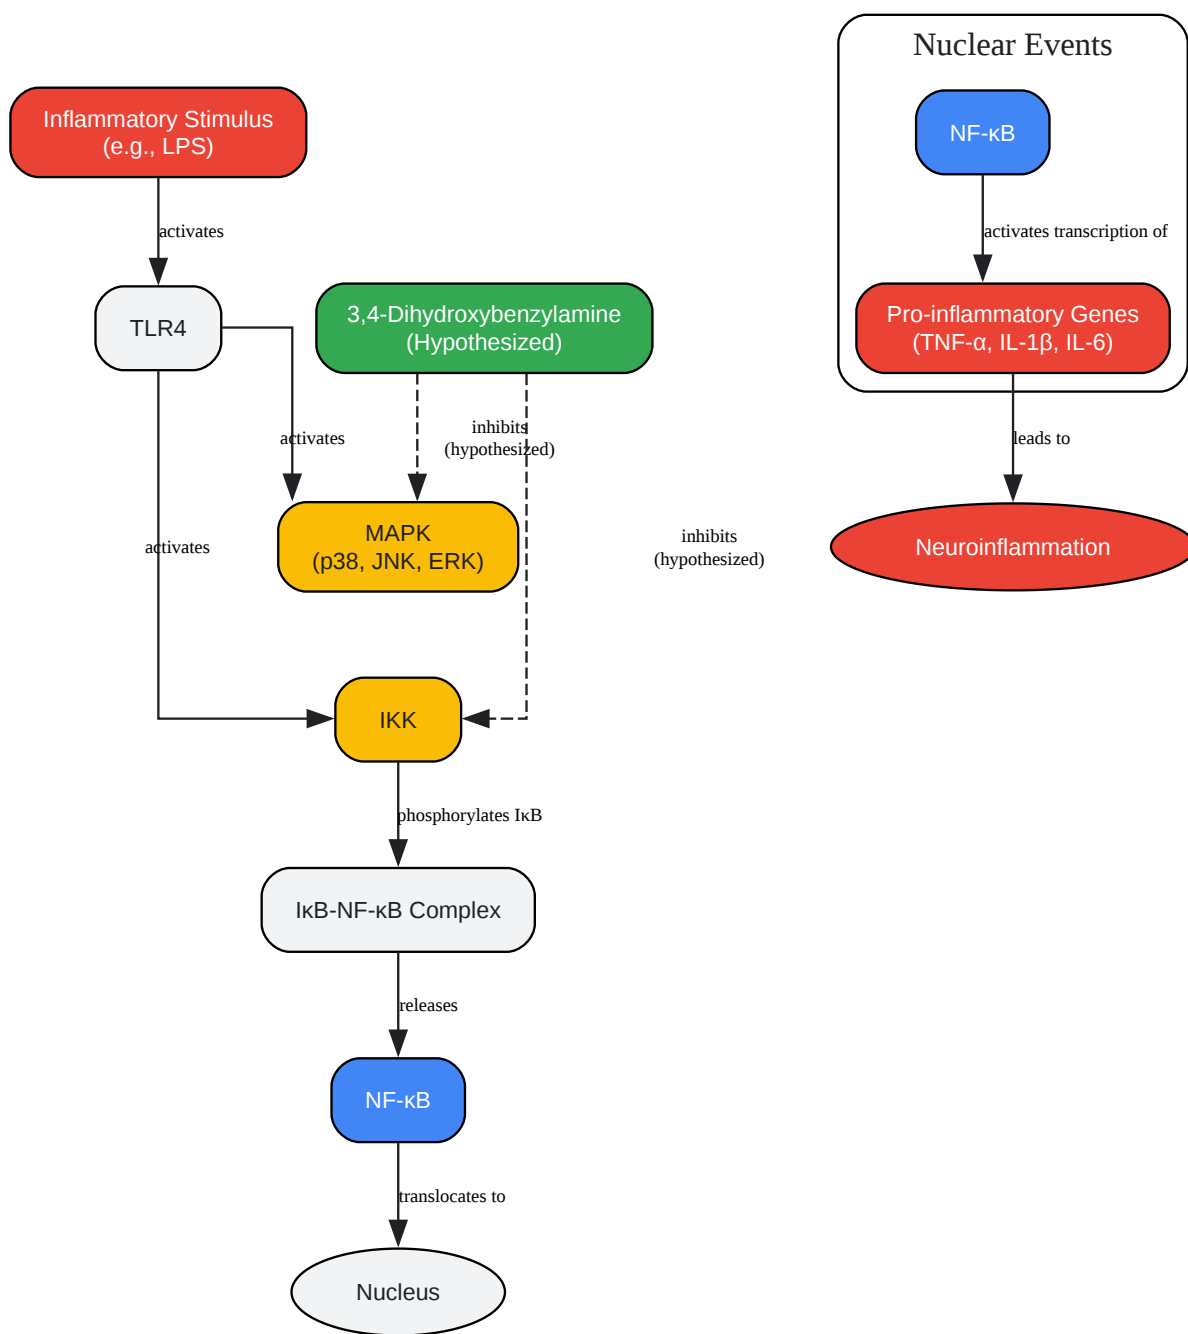 Nuclear Events
Inflammatory Stimulus
(e.g., LPS)
NF-κB
activates
activates transcription of
TLR4
3,4-Dihydroxybenzylamine
(Hypothesized)
Pro-inflammatory Genes
(TNF-α, IL-1β, IL-6)
activates
inhibits
(hypothesized)
leads to
MAPK
(p38, JNK, ERK)
activates
inhibits
(hypothesized)
Neuroinflammation
IKK
phosphorylates IκB
IκB-NF-κB Complex
releases
NF-κB
translocates to
Nucleus